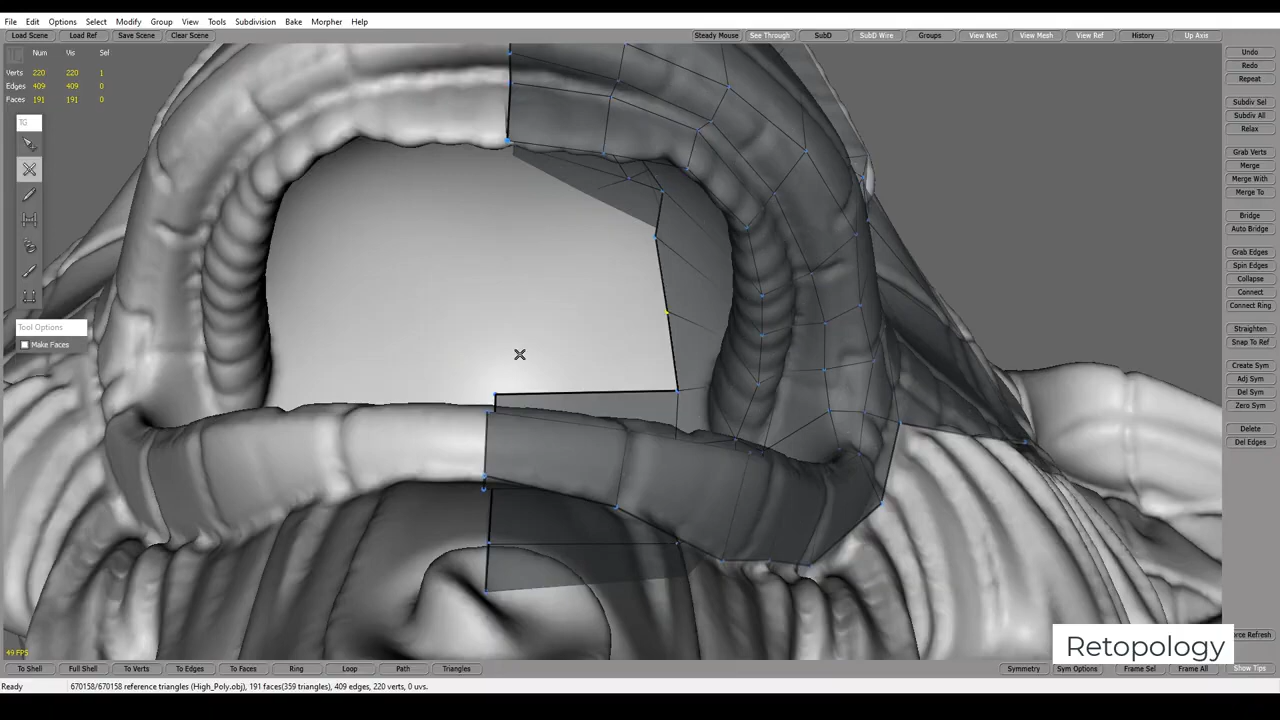 File Edit Options Select Modify Group View Tools Subdivision Bake Morpher Help
Load Scene Load Ref Save Scene Clear Scene Steady Mouse See Through SubD SubD Wire Groups View Net View Mesh View Ref History Up Axis
Num Vis Sel
Verts 220 220 1
Edges 409 409 0
Faces 191 191 0
TG
Tool Options
Make Faces
Undo
Redo
Repeat
Subdiv Sel
Subdiv All
Relax
Grab Verts
Merge
Merge With
Merge To
Bridge
Auto Bridge
Grab Edges
Spin Edges
Collapse
Connect
Connect Ring
Straighten
Snap To Ref
Create Sym
Adj Sym
Del Sym
Zero Sym
Delete
Del Edges
orce Refresh
Retopology
49 FPS
To Shell Full Shell To Verts To Edges To Faces Ring Loop Path Triangles Symmetry Sym Options Frame Sel Frame All Show Tips
Ready 670158/670158 reference triangles (High_Poly.obj), 191 faces(359 triangles), 409 edges, 220 verts, 0 uvs.